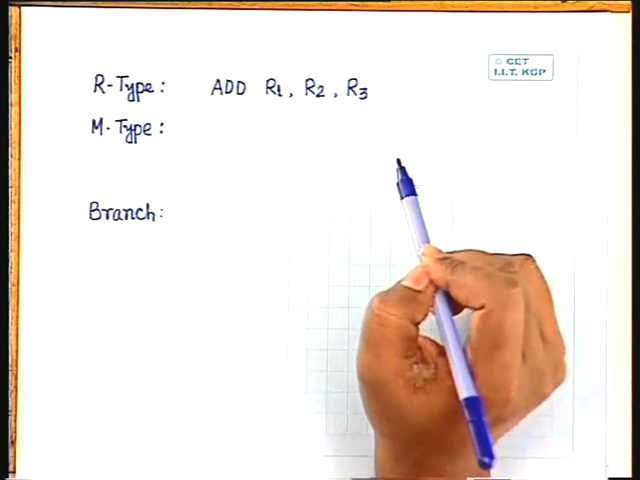 © CET
I.I.T. KGP
R-Type: ADD R1, R2, R3
M-Type:
Branch: